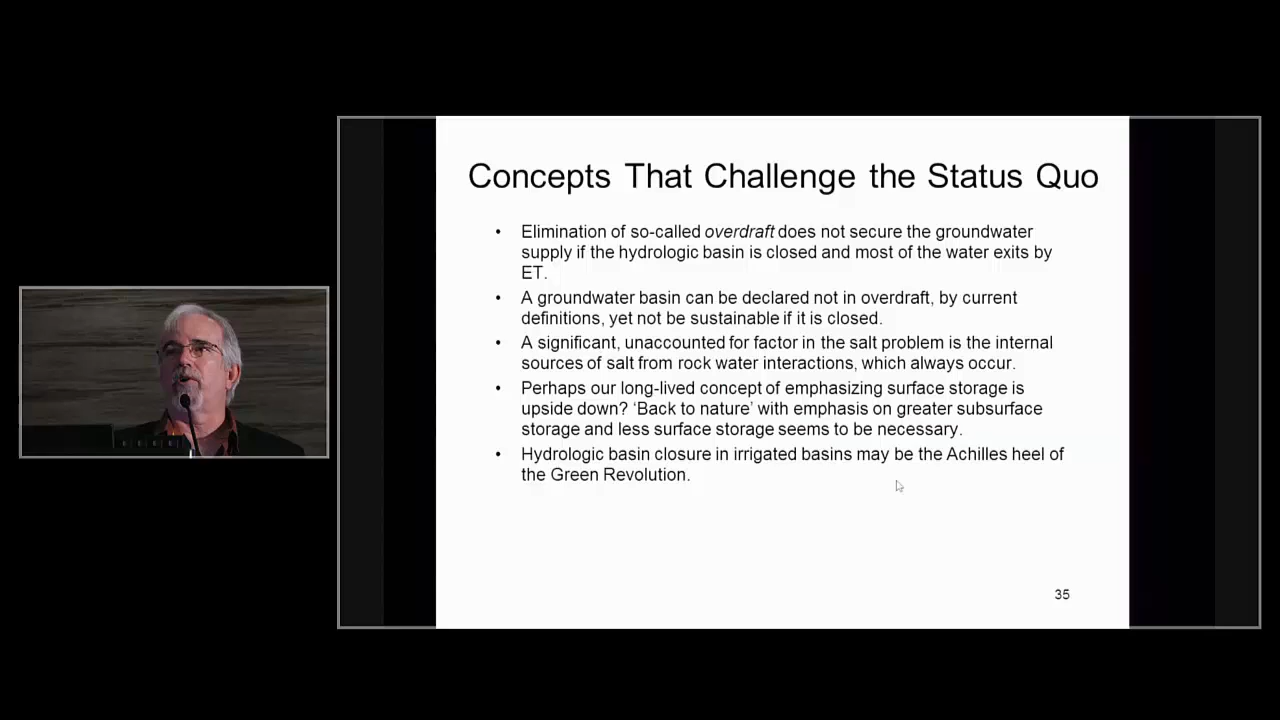 Concepts That Challenge the Status Quo
• Elimination of so-called overdraft does not secure the groundwater
supply if the hydrologic basin is closed and most of the water exits by
ET.
• A groundwater basin can be declared not in overdraft, by current
definitions, yet not be sustainable if it is closed.
• A significant, unaccounted for factor in the salt problem is the internal
sources of salt from rock water interactions, which always occur.
• Perhaps our long-lived concept of emphasizing surface storage is
upside down? ‘Back to nature’ with emphasis on greater subsurface
storage and less surface storage seems to be necessary.
• Hydrologic basin closure in irrigated basins may be the Achilles heel of
the Green Revolution.
35